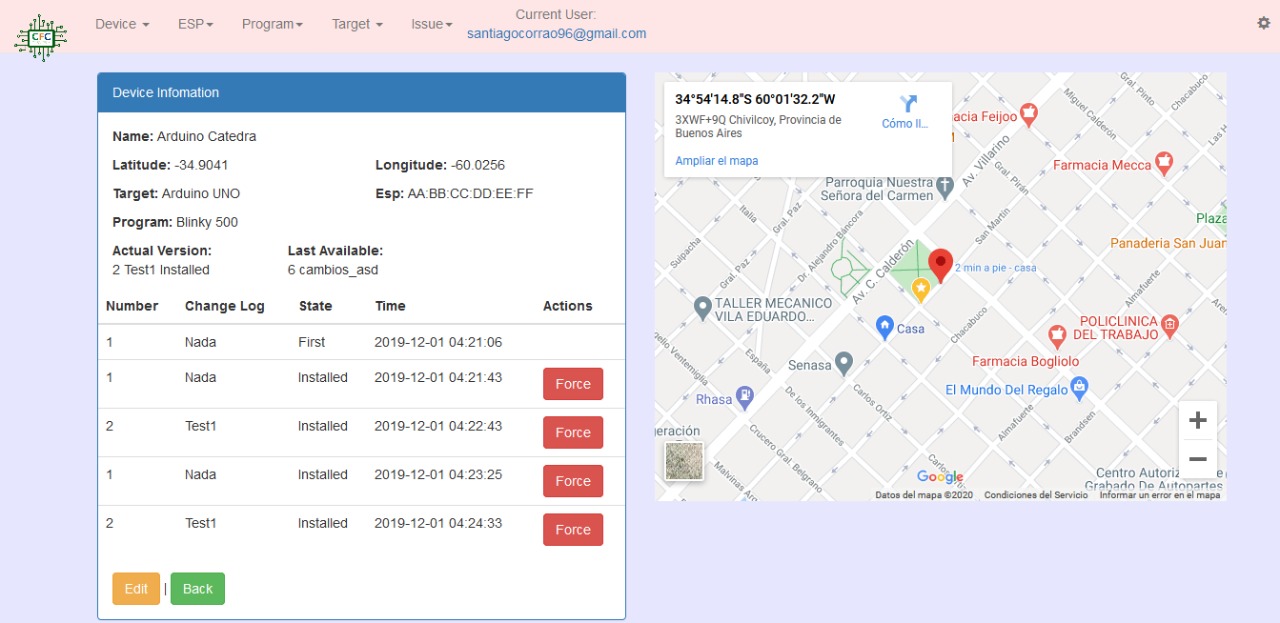 CFC
Device
ESP
Program
Target
Issue
Current User:
santiagocorrao96@gmail.com
Device Infomation
Name: Arduino Catedra
Latitude: -34.9041
Longitude: -60.0256
Target: Arduino UNO
Esp: AA:BB:CC:DD:EE:FF
Program: Blinky 500
Actual Version:
Last Available:
2 Test1 Installed
6 cambios_asd
Number Change Log State Time Actions
1 Nada First 2019-12-01 04:21:06
1 Nada Installed 2019-12-01 04:21:43 Force
2 Test1 Installed 2019-12-01 04:22:43 Force
1 Nada Installed 2019-12-01 04:23:25 Force
2 Test1 Installed 2019-12-01 04:24:33 Force
Edit | Back
34°54'14.8"S 60°01'32.2"W
3XWF+9Q Chivilcoy, Provincia de
Buenos Aires
Cómo ll...
Ampliar el mapa
acia Feijoo
Gral. Pinto
Chacabuco
Miguel Calderón
Las H
Av. Villarino
Farmacia Mecca
Gral. Pirán
Parroquia Nuestra
Señora del Carmen
Italia
Gral. Paz
Dr. Alejandro Báncora
San Martín
Plaza
Suipacha
Gral. Paz
Av. C. Calderón
Panaderia San Juan
2 min a pie - casa
Almafuerte
TALLER MECANICO
VILA EDUARDO...
Casa
Chacabuco
POLICLINICA
DEL TRABAJO
elio Ventemiglia
España
Senasa
Farmacia Bogliolo
Carlos Ortiz
El Mundo Del Regalo
Rhasa
De los Inmigrantes
Almafuerte
Brandsen
eración
Crucero Gral. Belgrano
Malvinas Ar
Carlos
Centro Autoriz
e
Grabado De Autopartes
Google
Datos del mapa ©2020 Condiciones del Servicio Informar un error en el mapa